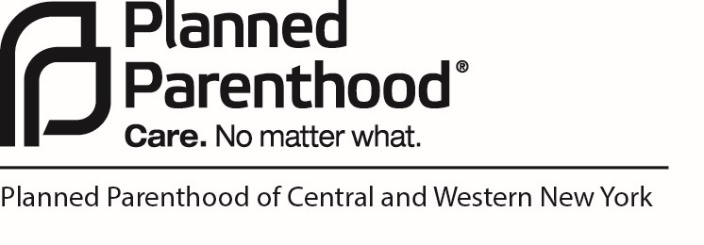 Planned
Parenthood®
Care. No matter what.
Planned Parenthood of Central and Western New York